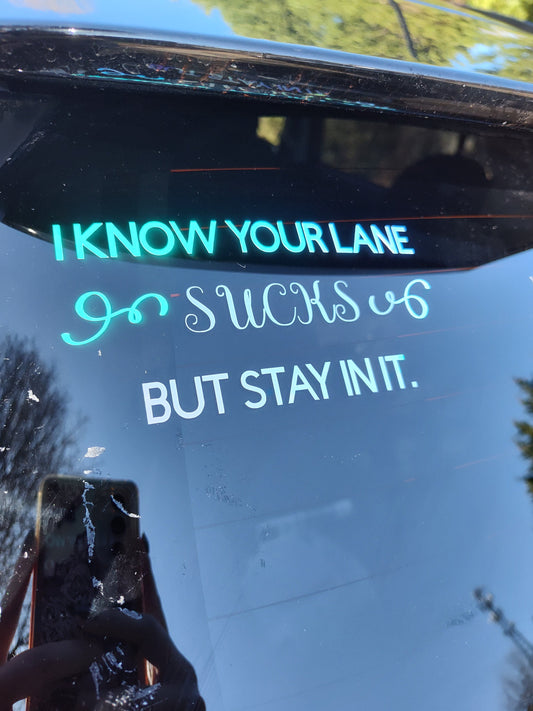 I KNOW YOUR LANE
SUCKS
BUT STAY IN IT.